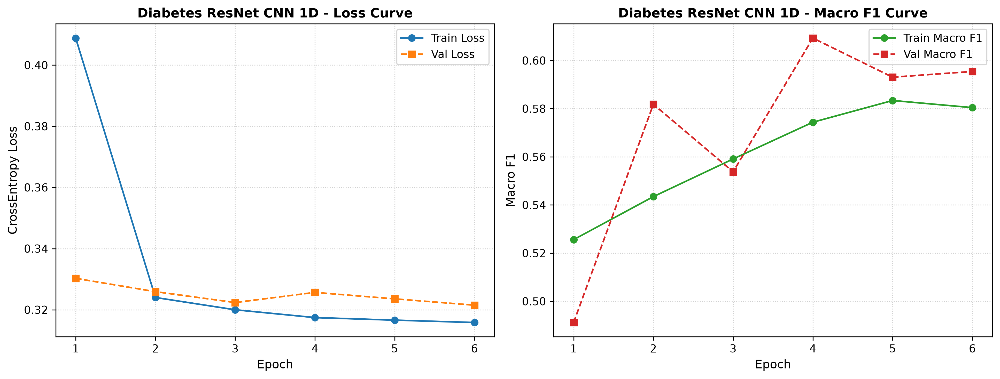 Diabetes ResNet CNN 1D - Loss Curve
Train Loss
Val Loss
CrossEntropy Loss
0.40
0.38
0.36
0.34
0.32
1 2 3 4 5 6
Epoch
Diabetes ResNet CNN 1D - Macro F1 Curve
Train Macro F1
Val Macro F1
Macro F1
0.60
0.58
0.56
0.54
0.52
0.50
1 2 3 4 5 6
Epoch